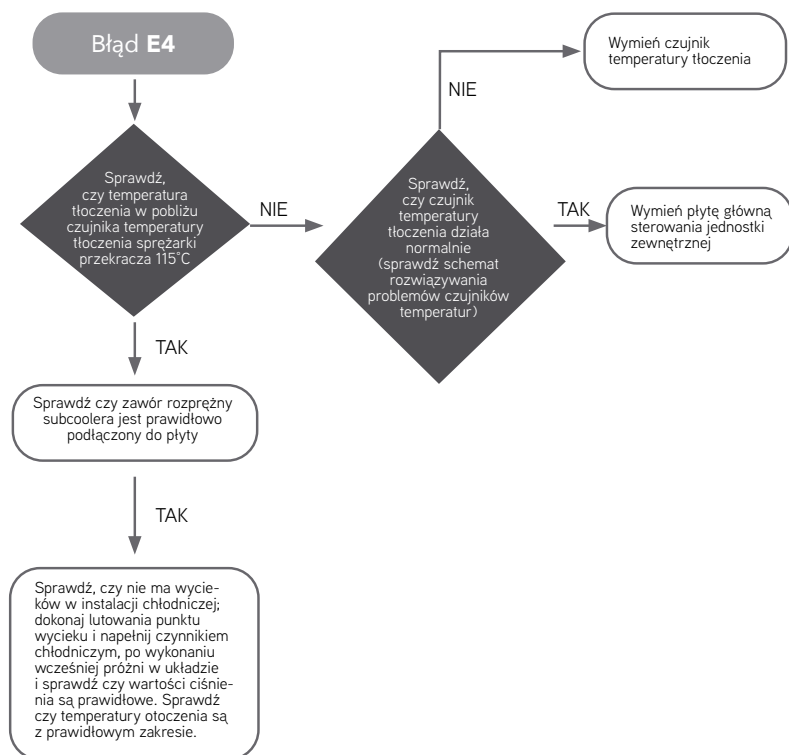 Błąd E4
Sprawdź,
czy temperatura
tłoczenia w pobliżu
czujnika temperatury
tłoczenia sprężarki
przekracza 115°C
NIE
Sprawdź,
czy czujnik
temperatury
tłoczenia działa
normalnie
(sprawdź schemat
rozwiązywania
problemów czujników
temperatur)
NIE
Wymień czujnik
temperatury tłoczenia
TAK
Wymień płytę główną
sterowania jednostki
zewnętrznej
TAK
Sprawdź czy zawór rozprężny
subcoolera jest prawidłowo
podłączony do płyty
TAK
Sprawdź, czy nie ma wycie-
ków w instalacji chłodniczej;
dokonaj lutowania punktu
wycieku i napełnij czynnikiem
chłodniczym, po wykonaniu
wcześniej próżni w układzie
i sprawdź czy wartości ciśnie-
nia są prawidłowe. Sprawdź
czy temperatury otoczenia są
z prawidłowym zakresie.